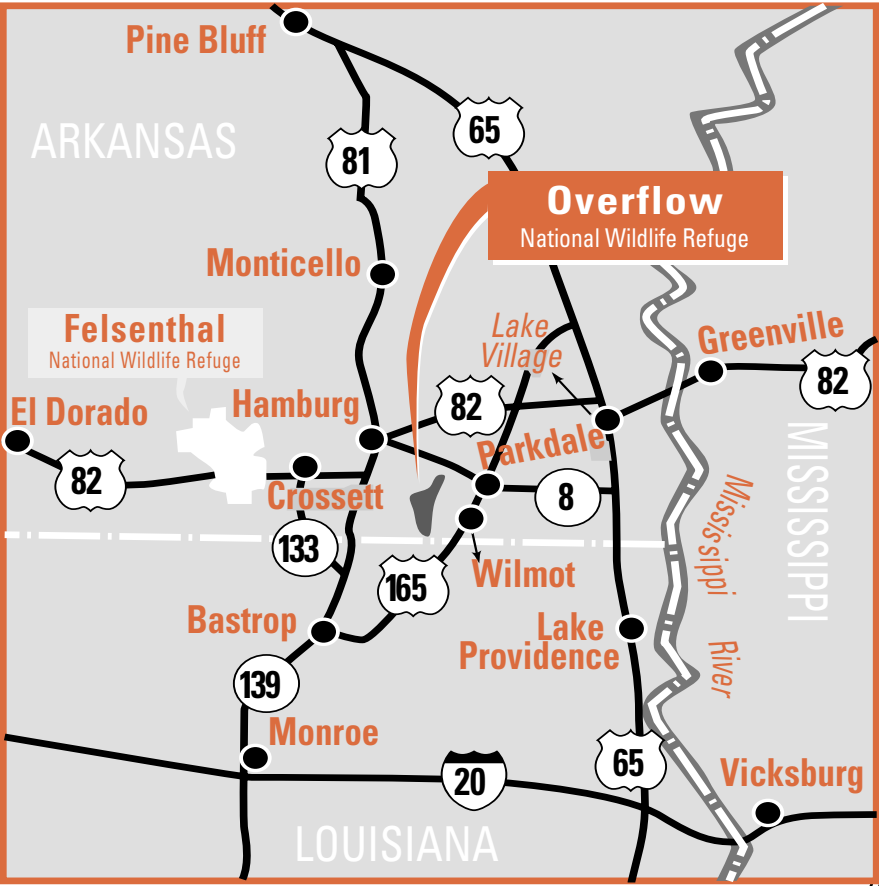 Pine Bluff
ARKANSAS
65
81
Overflow
National Wildlife Refuge
Monticello
Felsenthal
National Wildlife Refuge
Lake
Village
Greenville
82
El Dorado
Hamburg
82
Parkdale
82
Crossett
8
MISSISSIPPI
Mississippi
River
133
165
Wilmot
Bastrop
Lake
Providence
139
Monroe
20
65
Vicksburg
LOUISIANA